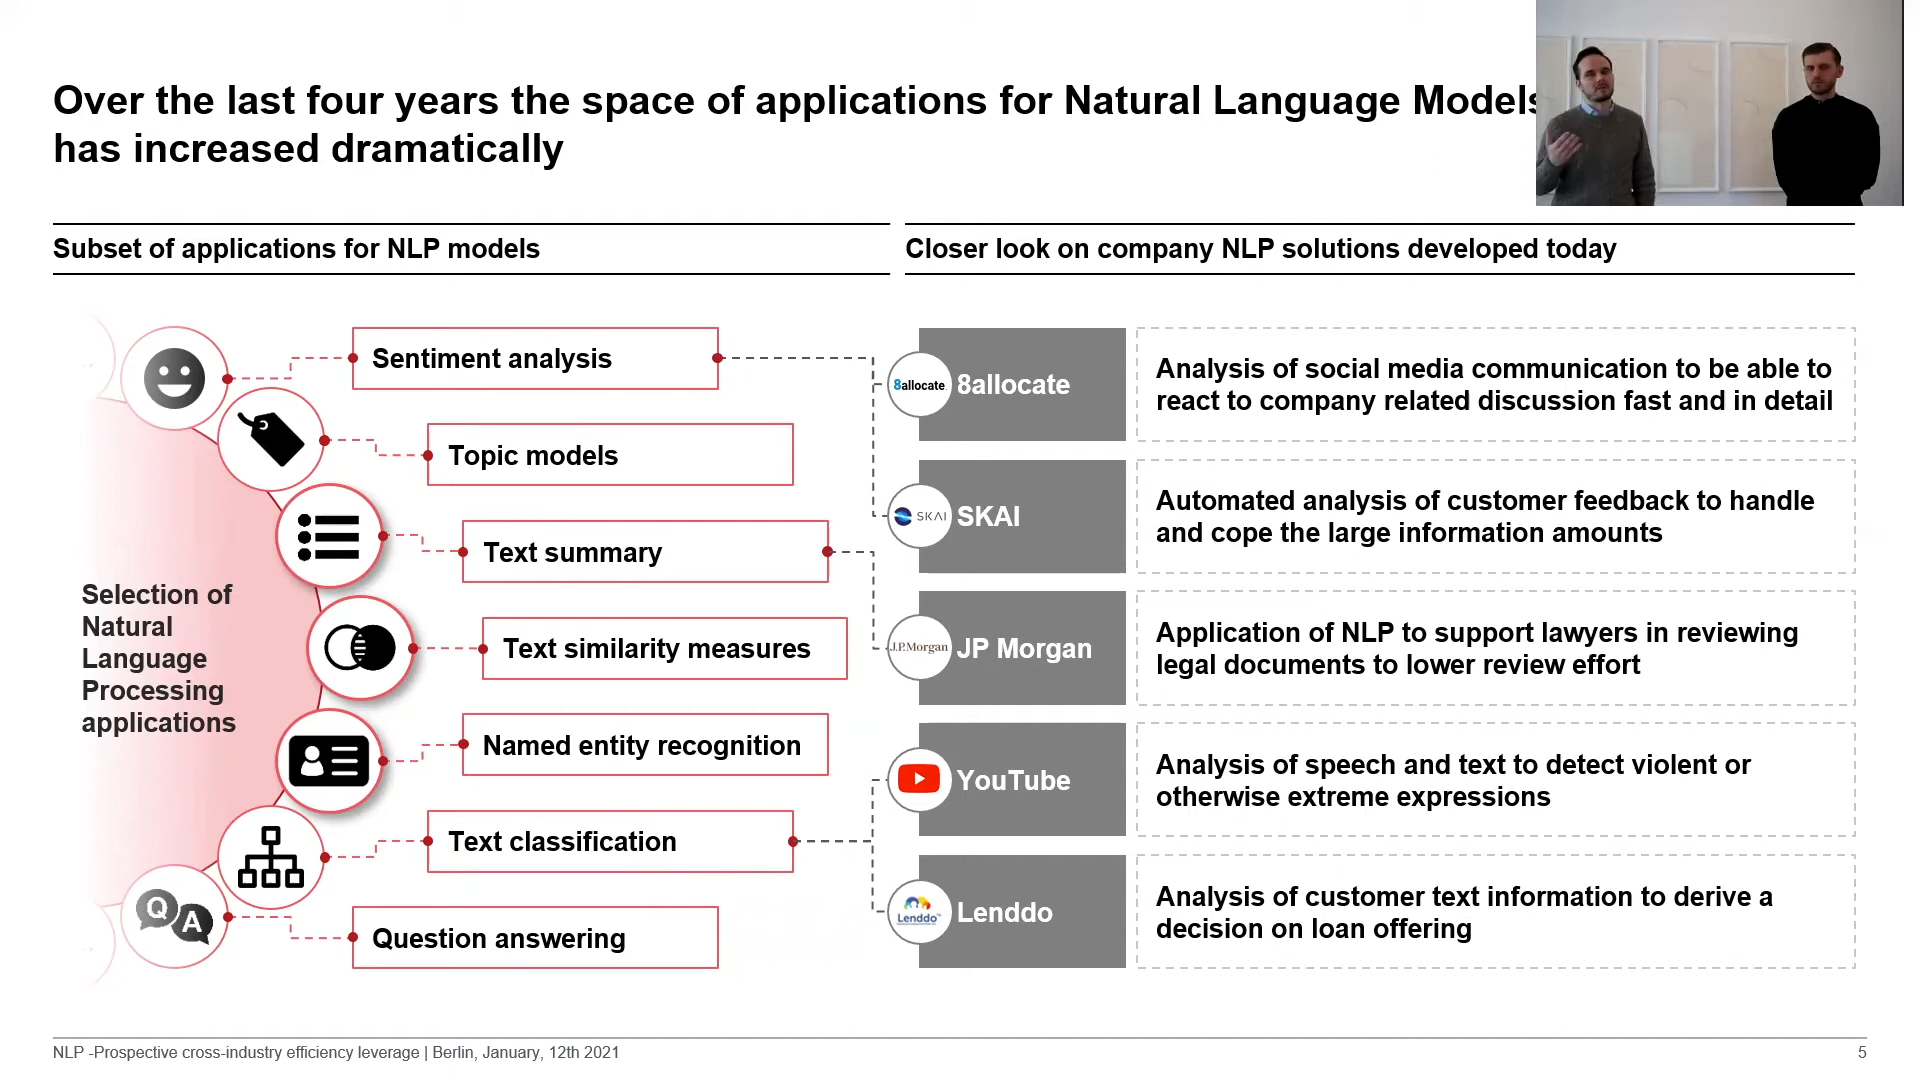 Over the last four years the space of applications for Natural Language Models
has increased dramatically
Subset of applications for NLP models
Closer look on company NLP solutions developed today
Selection of
Natural
Language
Processing
applications
Sentiment analysis
Topic models
Text summary
Text similarity measures
Named entity recognition
Text classification
Q A
Question answering
8allocate
8allocate
Analysis of social media communication to be able to
react to company related discussion fast and in detail
SKAI
SKAI
Automated analysis of customer feedback to handle
and cope the large information amounts
J.P.Morgan
JP Morgan
Application of NLP to support lawyers in reviewing
legal documents to lower review effort
YouTube
Analysis of speech and text to detect violent or
otherwise extreme expressions
Lenddo
Lenddo
Analysis of customer text information to derive a
decision on loan offering
NLP -Prospective cross-industry efficiency leverage | Berlin, January, 12th 2021
5